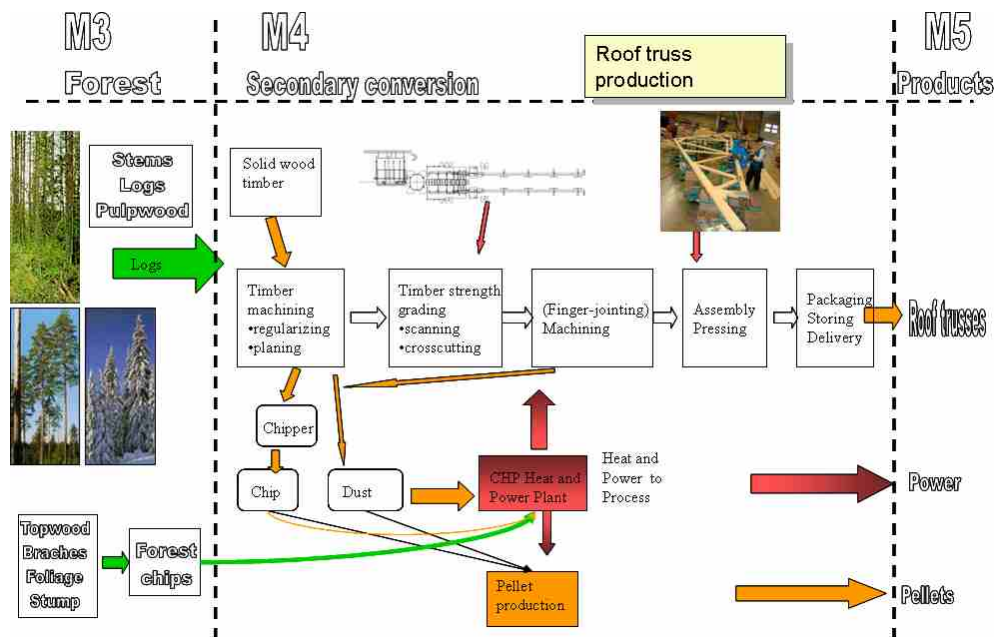 M3
Forest
M4
Secondary conversion
Roof truss
production
M5
Products
Stems
Logs
Pulpwood
Solid wood
timber
Logs
Timber
machining
•regularizing
•planing
Timber strength
grading
•scanning
•crosscutting
(Finger-jointing)
Machining
Assembly
Pressing
Packaging
Storing
Delivery
Roof trusses
Chipper
Chip
Dust
CHP Heat and
Power Plant
Heat and
Power to
Process
Power
Topwood
Braches
Foliage
Stump
Forest
chips
Pellet
production
Pellets